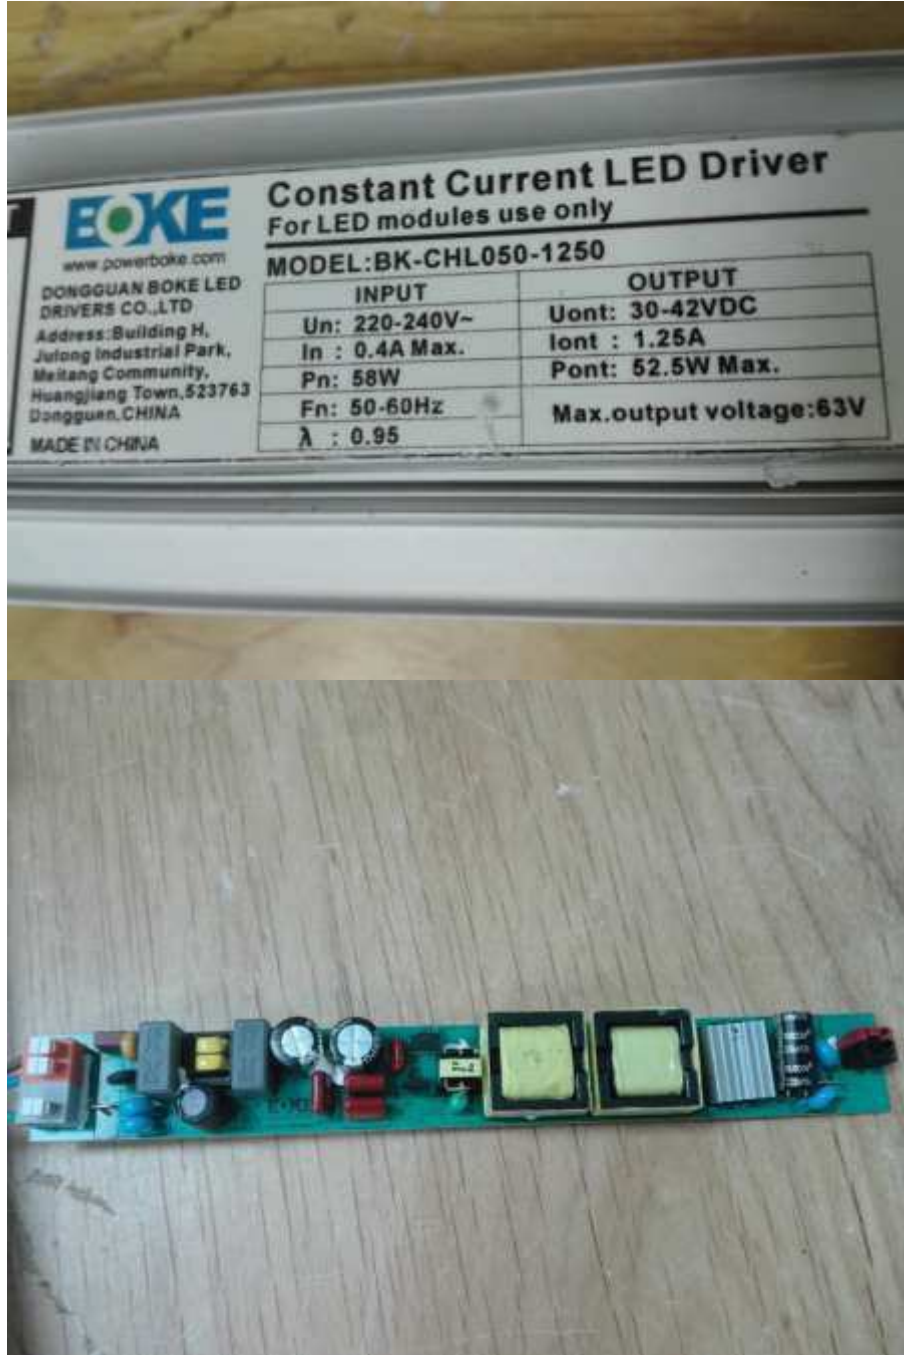 BOKE
www.powerboke.com
DONGGUAN BOKE LED
DRIVERS CO.,LTD
Address:Building H,
Julong Industrial Park,
Meitang Community,
Huangjiang Town,523763
Dongguen,CHINA
MADE IN CHINA
Constant Current LED Driver
For LED modules use only
MODEL:BK-CHL050-1250
INPUT
Un: 220-240V~
In : 0.4A Max.
Pn: 58W
Fn: 50-60Hz
λ : 0.95
OUTPUT
Uont: 30-42VDC
Iont : 1.25A
Pont: 52.5W Max.
Max.output voltage:63V